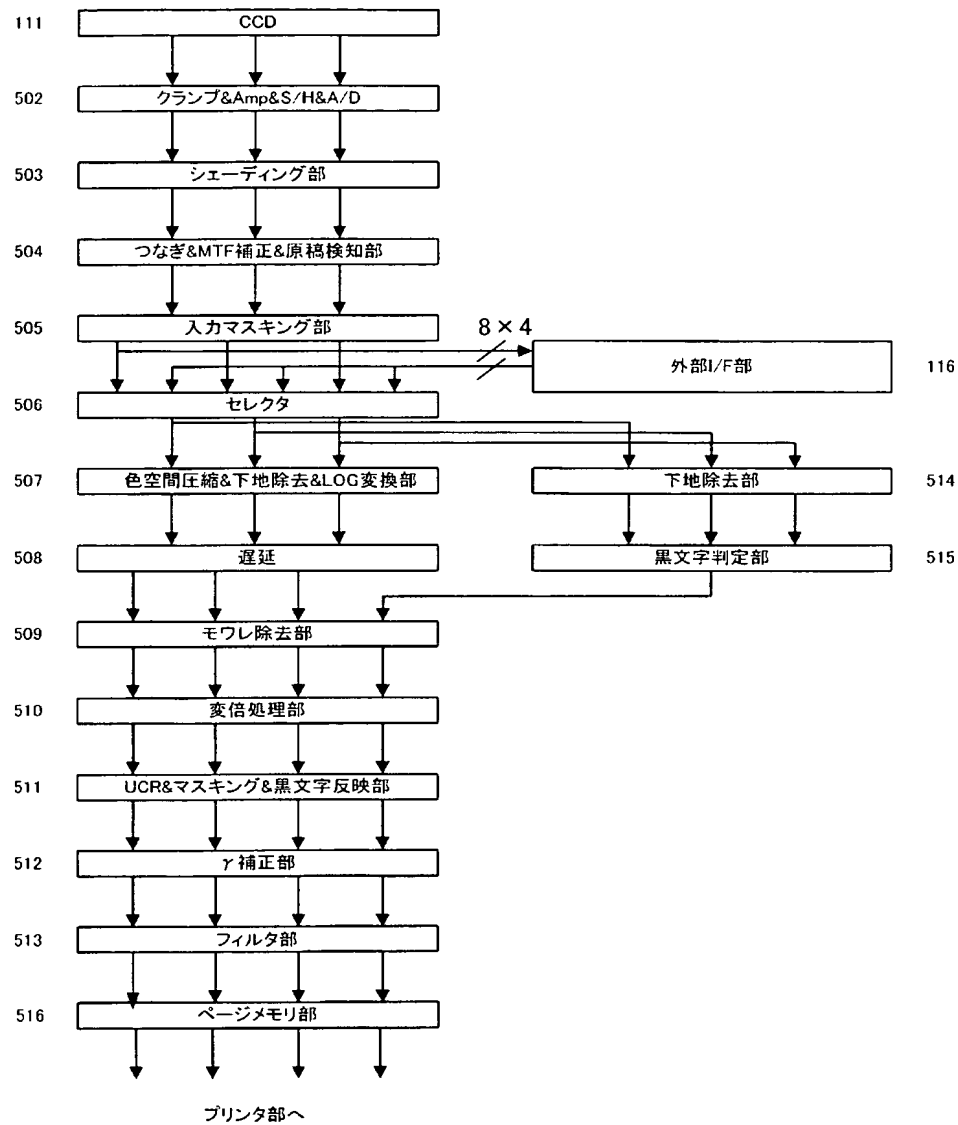 111 CCD
502 クランプ&Amp&S/H&A/D
503 シェーディング部
504 つなぎ&MTF補正&原稿検知部
505 入力マスキング部
8×4
外部I/F部 116
506 セレクタ
507 色空間圧縮&下地除去&LOG変換部 下地除去部 514
508 遅延 黒文字判定部 515
509 モワレ除去部
510 変倍処理部
511 UCR&マスキング&黒文字反映部
512 γ補正部
513 フィルタ部
516 ページメモリ部
プリンタ部へ